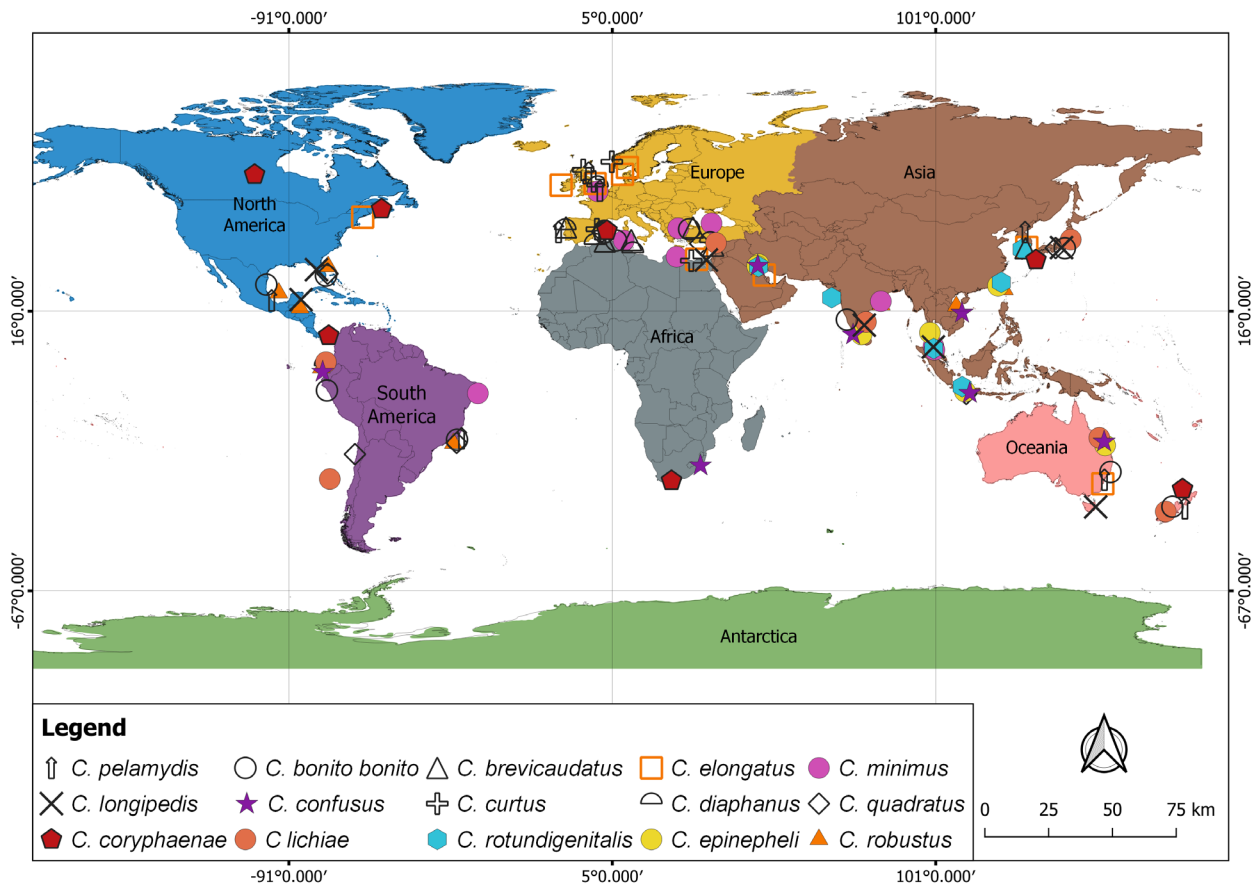 -91°0.000′ 5°0.000′ 101°0.000′
Europe
Asia
North
America
16°0.000′ 16°0.000′
Africa
South
America
Oceania
-67°0.000′ -67°0.000′
Antarctica
Legend
C. pelamydis C. bonito bonito C. brevicaudatus C. elongatus C. minimus
C. longipedis C. confusus C. curtus C. diaphanus C. quadratus
C. coryphaenae C lichiae C. rotundigenitalis C. epinepheli C. robustus
0 25 50 75 km
-91°0.000′ 5°0.000′ 101°0.000′